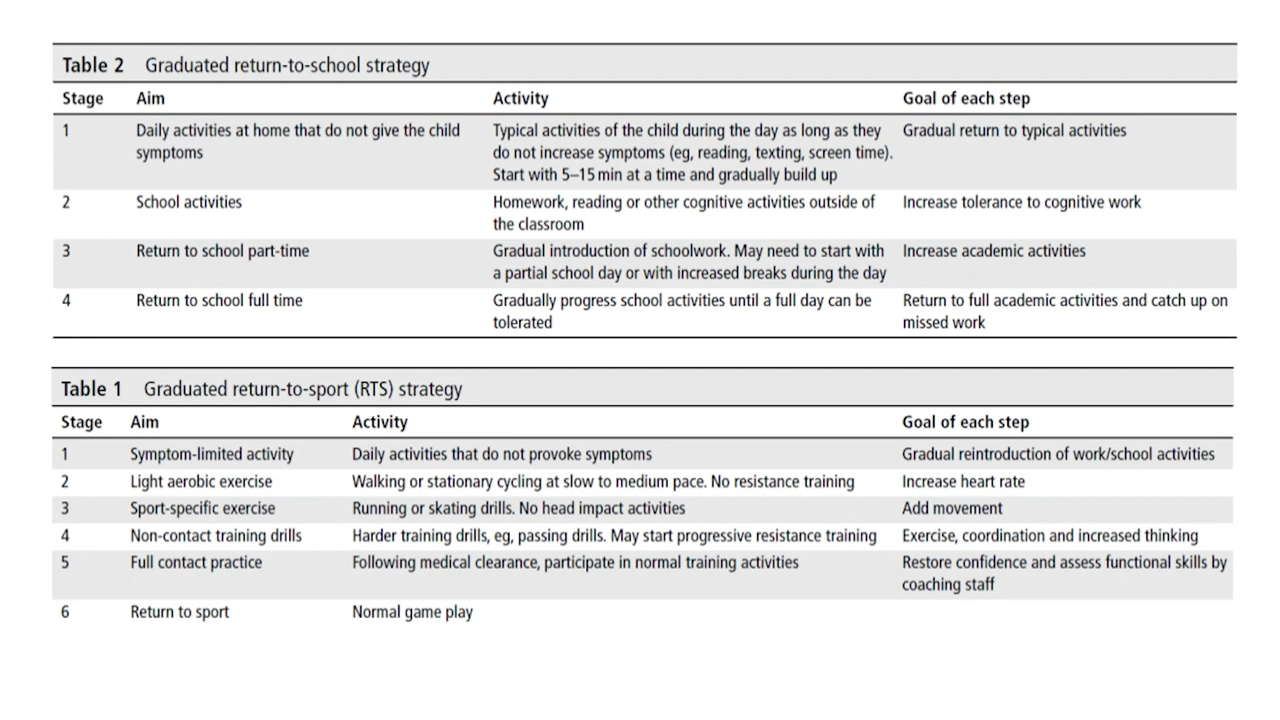 Table 2 Graduated return-to-school strategy
Stage Aim Activity Goal of each step
1 Daily activities at home that do not give the child Typical activities of the child during the day as long as they Gradual return to typical activities
symptoms do not increase symptoms (eg, reading, texting, screen time).
Start with 5–15 min at a time and gradually build up
2 School activities Homework, reading or other cognitive activities outside of Increase tolerance to cognitive work
the classroom
3 Return to school part-time Gradual introduction of schoolwork. May need to start with Increase academic activities
a partial school day or with increased breaks during the day
4 Return to school full time Gradually progress school activities until a full day can be Return to full academic activities and catch up on
tolerated missed work
Table 1 Graduated return-to-sport (RTS) strategy
Stage Aim Activity Goal of each step
1 Symptom-limited activity Daily activities that do not provoke symptoms Gradual reintroduction of work/school activities
2 Light aerobic exercise Walking or stationary cycling at slow to medium pace. No resistance training Increase heart rate
3 Sport-specific exercise Running or skating drills. No head impact activities Add movement
4 Non-contact training drills Harder training drills, eg, passing drills. May start progressive resistance training Exercise, coordination and increased thinking
5 Full contact practice Following medical clearance, participate in normal training activities Restore confidence and assess functional skills by
coaching staff
6 Return to sport Normal game play